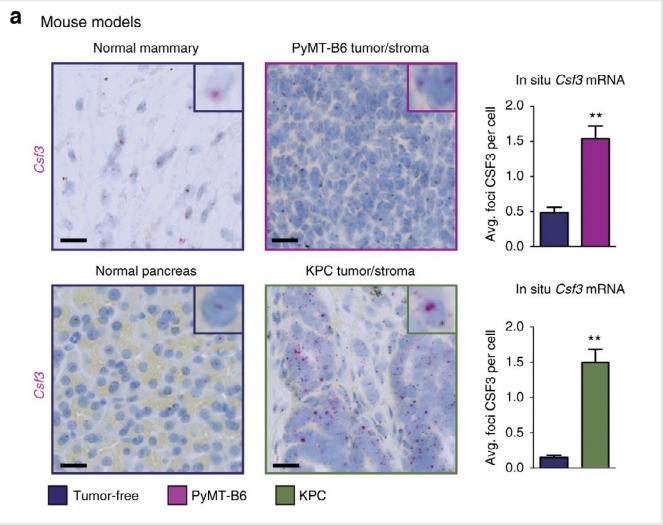 a
Mouse models
Normal mammary
PyMT-B6 tumor/stroma
Csf3
In situ Csf3 mRNA
Avg. foci CSF3 per cell
2.0
1.5
1.0
0.5
0.0
**
Normal pancreas
KPC tumor/stroma
Csf3
In situ Csf3 mRNA
Avg. foci CSF3 per cell
2.0
1.5
1.0
0.5
0.0
**
Tumor-free
PyMT-B6
KPC